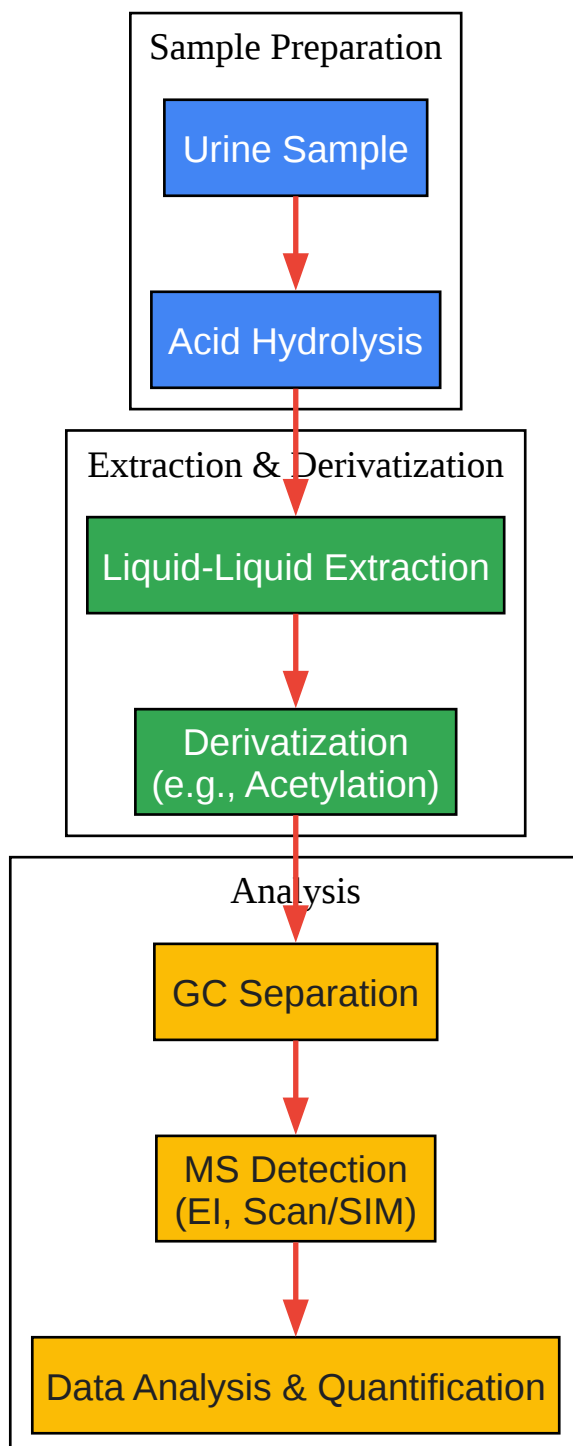 Sample Preparation
Urine Sample
Acid Hydrolysis
Extraction & Derivatization
Liquid-Liquid Extraction
Derivatization
(e.g., Acetylation)
Analysis
GC Separation
MS Detection
(EI, Scan/SIM)
Data Analysis & Quantification